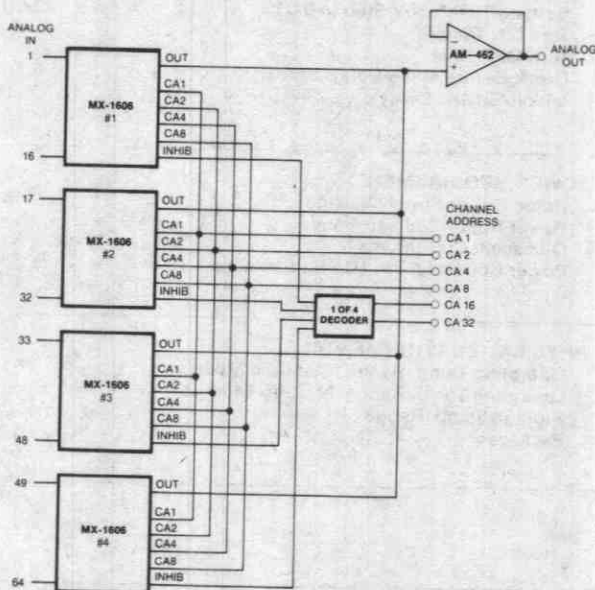 ANALOG
IN
1
16
MX-1606
#1
OUT
CA1
CA2
CA4
CA8
INHIB
17
32
MX-1606
#2
OUT
CA1
CA2
CA4
CA8
INHIB
33
48
MX-1606
#3
OUT
CA1
CA2
CA4
CA8
INHIB
49
64
MX-1606
#4
OUT
CA1
CA2
CA4
CA8
INHIB
−
+
AM-462
ANALOG
OUT
CHANNEL
ADDRESS
CA 1
CA 2
CA 4
CA 8
CA 16
CA 32
1 OF 4
DECODER